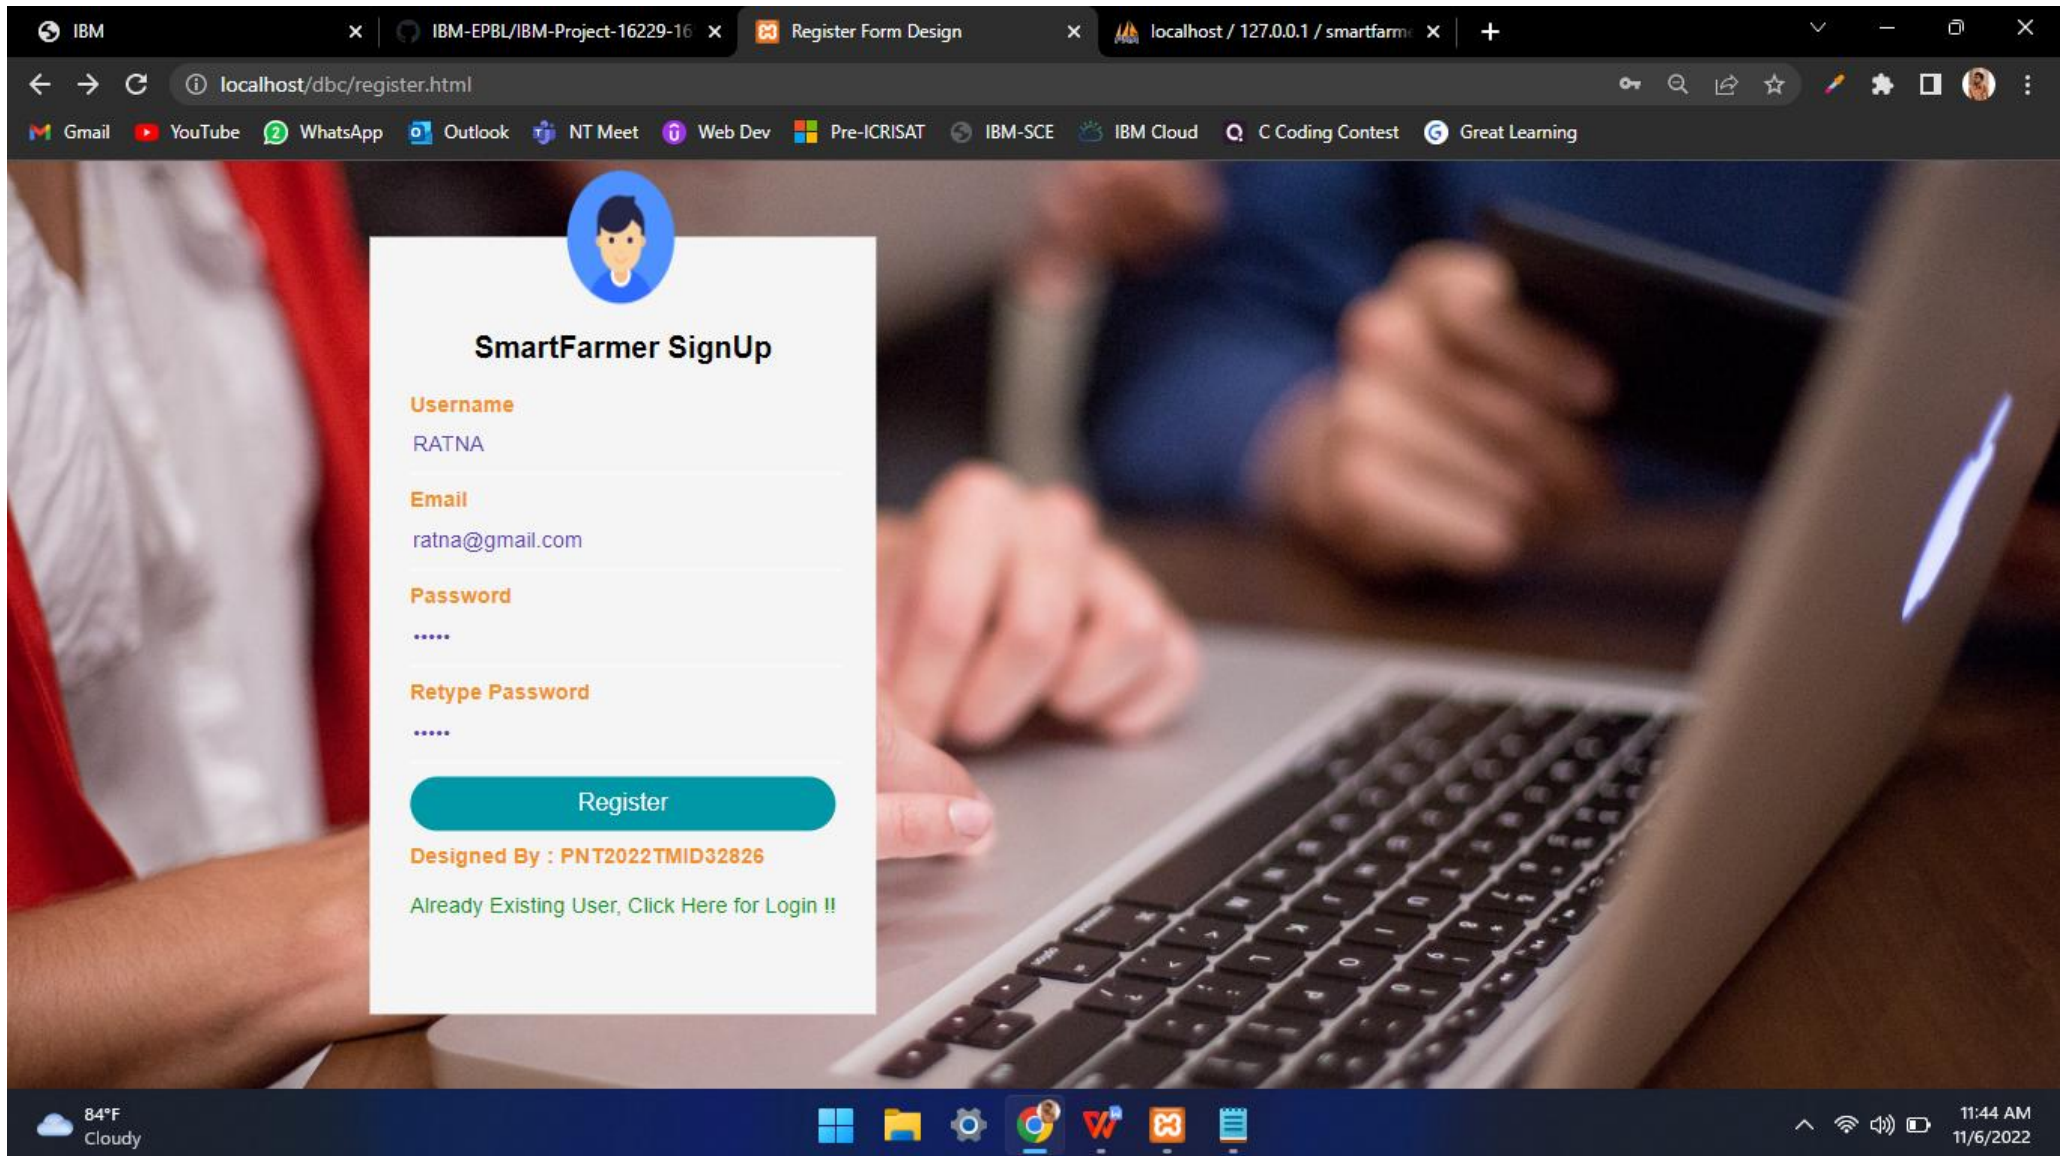 IBM
IBM-EPBL/IBM-Project-16229-16
Register Form Design
localhost / 127.0.0.1 / smartfarm
localhost/dbc/register.html
Gmail YouTube WhatsApp Outlook NT Meet Web Dev Pre-ICRISAT IBM-SCE IBM Cloud C Coding Contest Great Learning
SmartFarmer SignUp
Username
RATNA
Email
ratna@gmail.com
Password
•••••
Retype Password
•••••
Register
Designed By : PNT2022TMID32826
Already Existing User, Click Here for Login !!
84°F
Cloudy
11:44 AM
11/6/2022